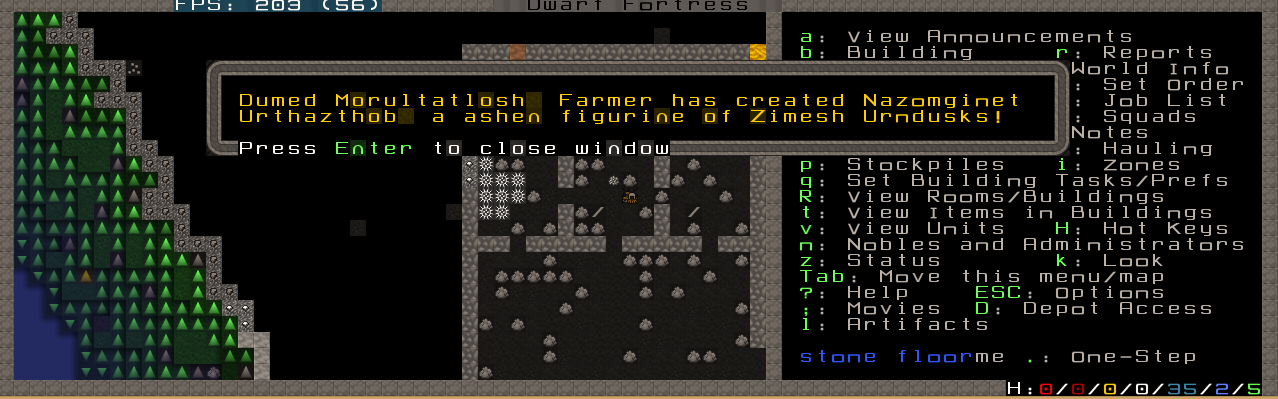 FPS: 203 (56) Dwarf Fortress
a: View Announcements
b: Building r: Reports
World Info
: Set Order
: Job List
: Squads
Notes
: Hauling
Dumed Morultatlosh Farmer has created Nazomginet
Urthazthob a ashen figurine of Zimesh Urndusks!
Press Enter to close window
p: Stockpiles i: Zones
q: Set Building Tasks/Prefs
R: View Rooms/Buildings
t: View Items in Buildings
v: View Units H: Hot Keys
n: Nobles and Administrators
z: Status k: Look
Tab: Move this menu/map
?: Help ESC: Options
;: Movies D: Depot Access
l: Artifacts
stone floorme .: One-Step
H:0/0/0/0/35/2/5